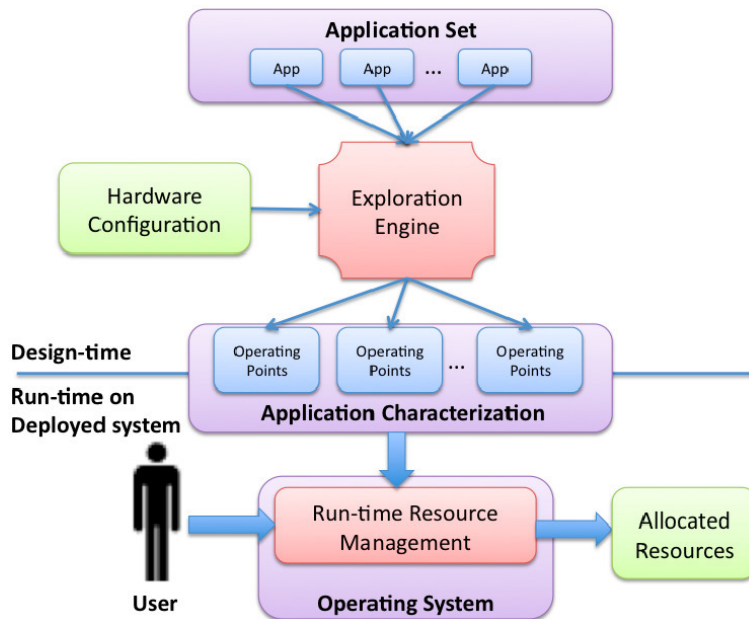 Application Set
App App ... App
Hardware
Configuration
Exploration
Engine
Design-time
Operating
Points
Operating
Points
...
Operating
Points
Application Characterization
Run-time on
Deployed system
User
Run-time Resource
Management
Operating System
Allocated
Resources